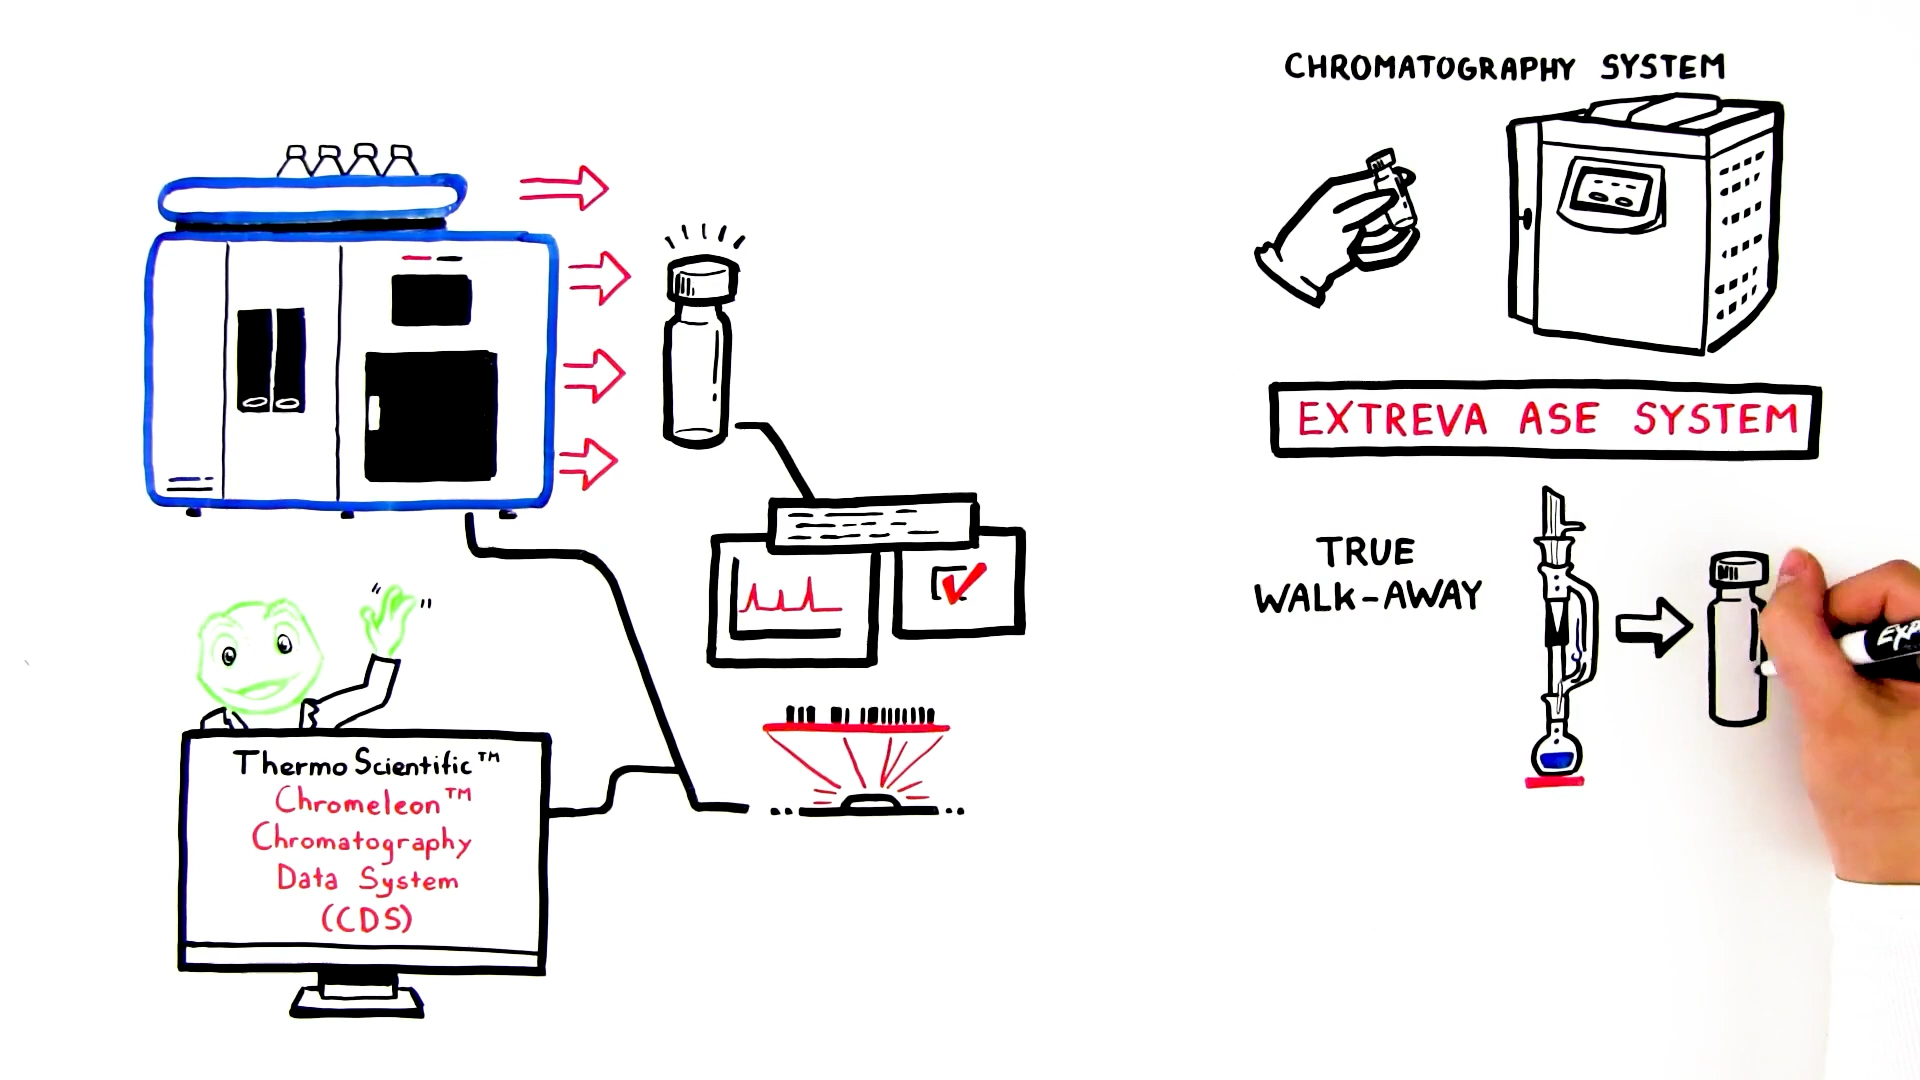 CHROMATOGRAPHY SYSTEM
EXTREVA ASE SYSTEM
TRUE
WALK-AWAY
Thermo Scientific™
Chromeleon™
Chromatography
Data System
(CDS)